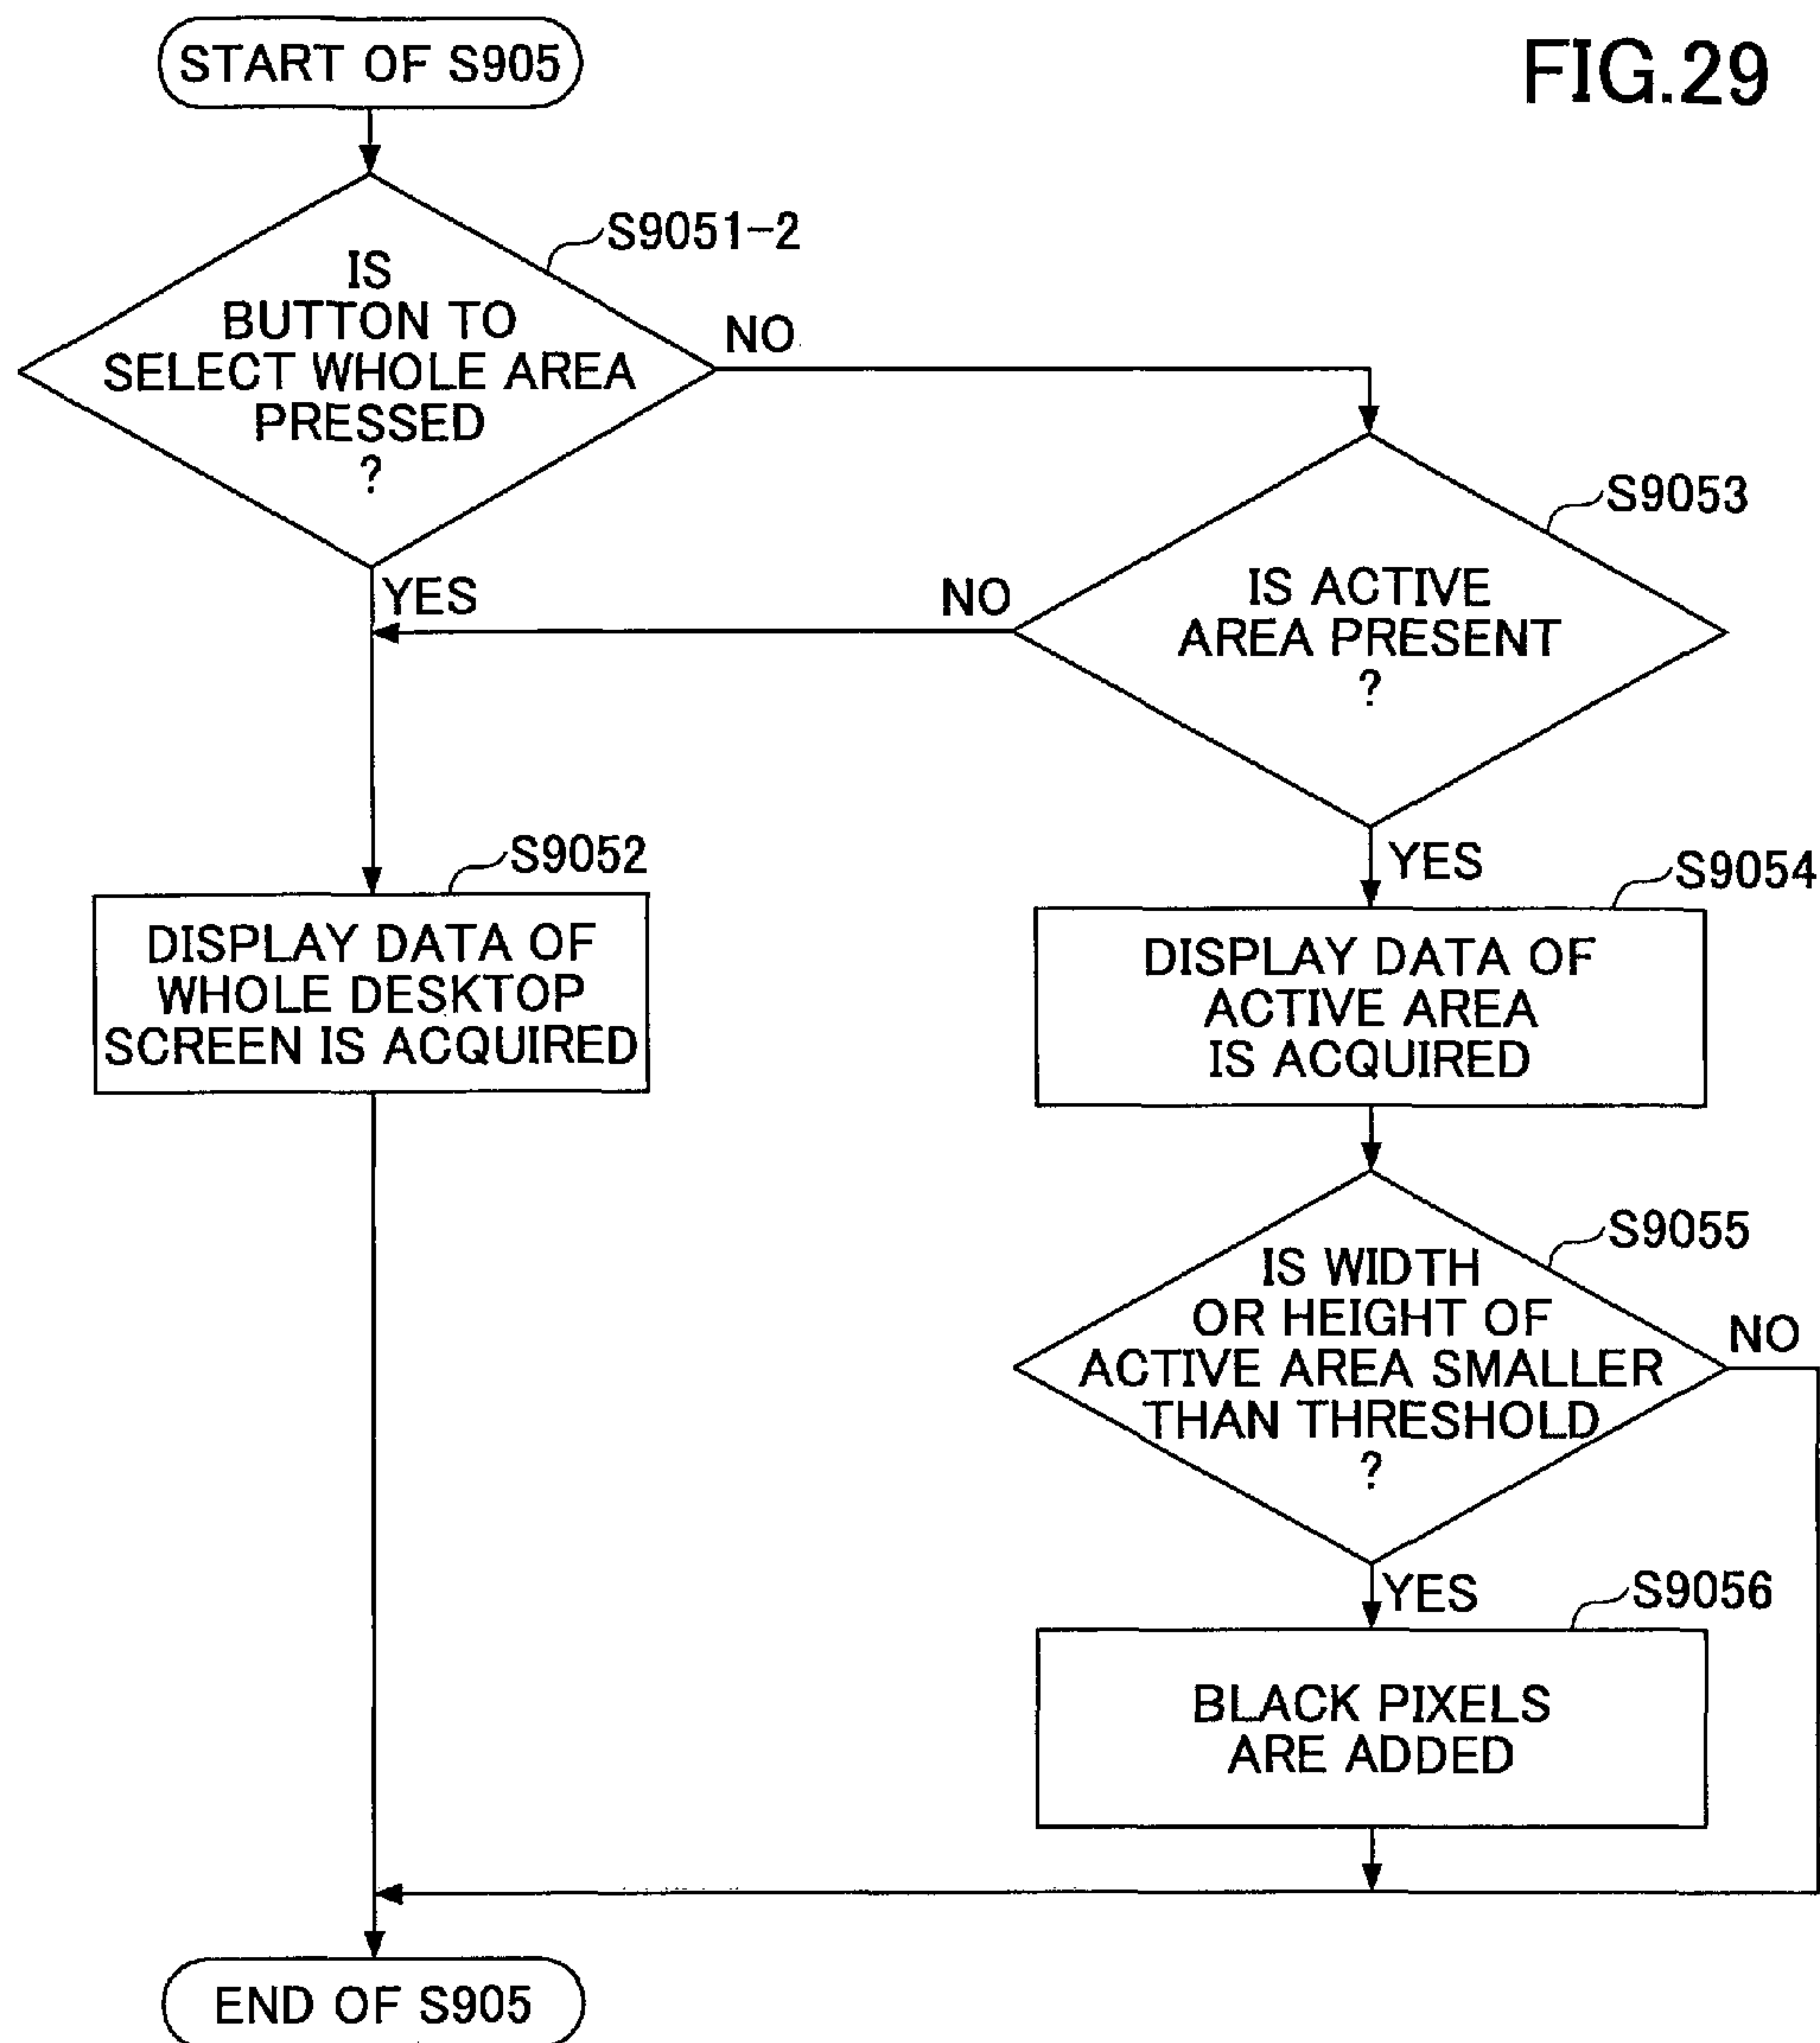 FIG.29
START OF S905
S9051-2
IS
BUTTON TO
SELECT WHOLE AREA
PRESSED
?
NO
YES
S9053
IS ACTIVE
AREA PRESENT
?
NO
YES
S9052
DISPLAY DATA OF
WHOLE DESKTOP
SCREEN IS ACQUIRED
S9054
DISPLAY DATA OF
ACTIVE AREA
IS ACQUIRED
S9055
IS WIDTH
OR HEIGHT OF
ACTIVE AREA SMALLER
THAN THRESHOLD
?
NO
YES
S9056
BLACK PIXELS
ARE ADDED
END OF S905